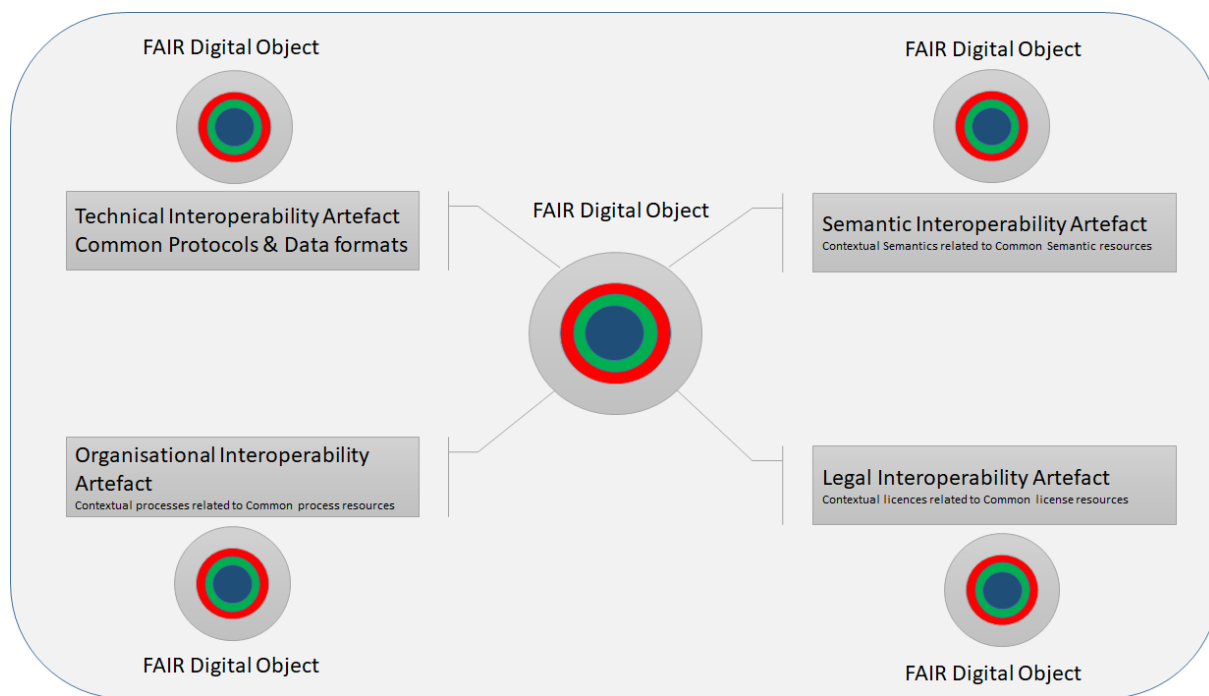 FAIR Digital Object
FAIR Digital Object
Technical Interoperability Artefact
Common Protocols & Data formats
FAIR Digital Object
Semantic Interoperability Artefact
Contextual Semantics related to Common Semantic resources
Organisational Interoperability
Artefact
Contextual processes related to Common process resources
Legal Interoperability Artefact
Contextual licences related to Common license resources
FAIR Digital Object
FAIR Digital Object